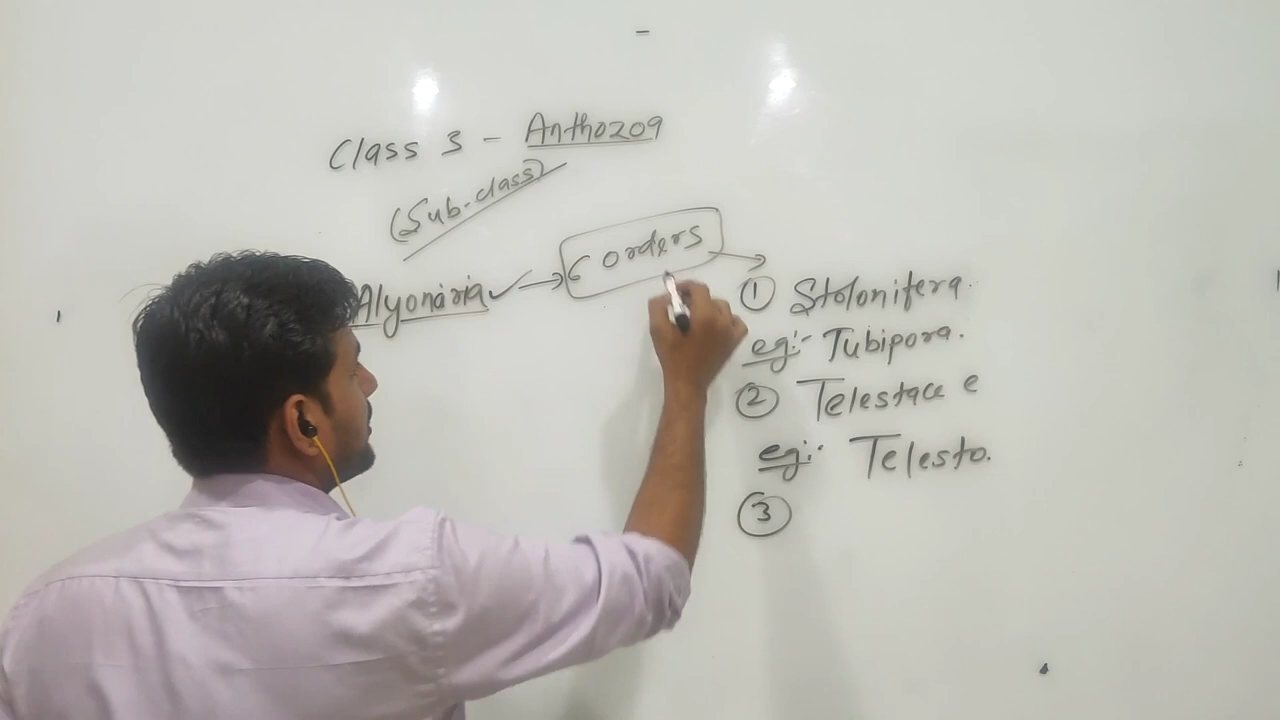 Class 3 - Anthozoa
(Sub-class)
Alyonaria ✓ → 6 orders →
① Stolonifera.
eg:- Tubipora.
② Telestace e
eg:- Telesto.
③